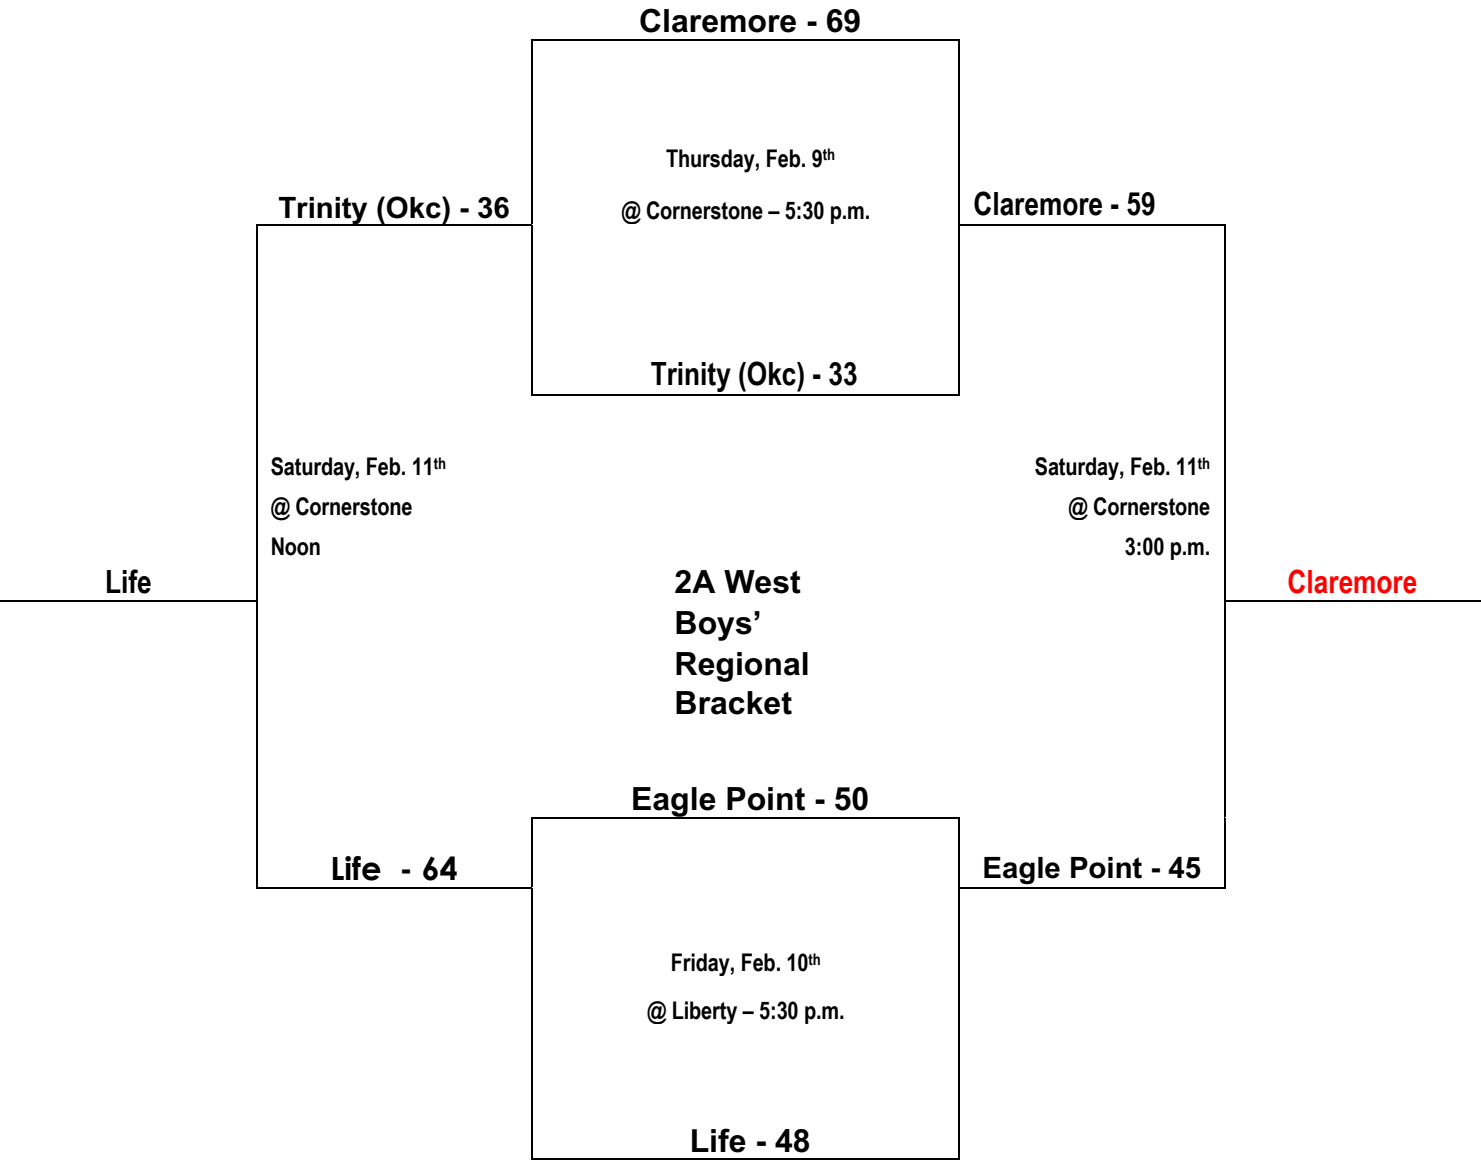 Claremore - 69
Thursday, Feb. 9th
@ Cornerstone – 5:30 p.m.
Trinity (Okc) - 36
Claremore - 59
Trinity (Okc) - 33
Saturday, Feb. 11th
@ Cornerstone
Noon
Saturday, Feb. 11th
@ Cornerstone
3:00 p.m.
Life
2A West
Boys’
Regional
Bracket
Claremore
Eagle Point - 50
Life - 64
Eagle Point - 45
Friday, Feb. 10th
@ Liberty – 5:30 p.m.
Life - 48